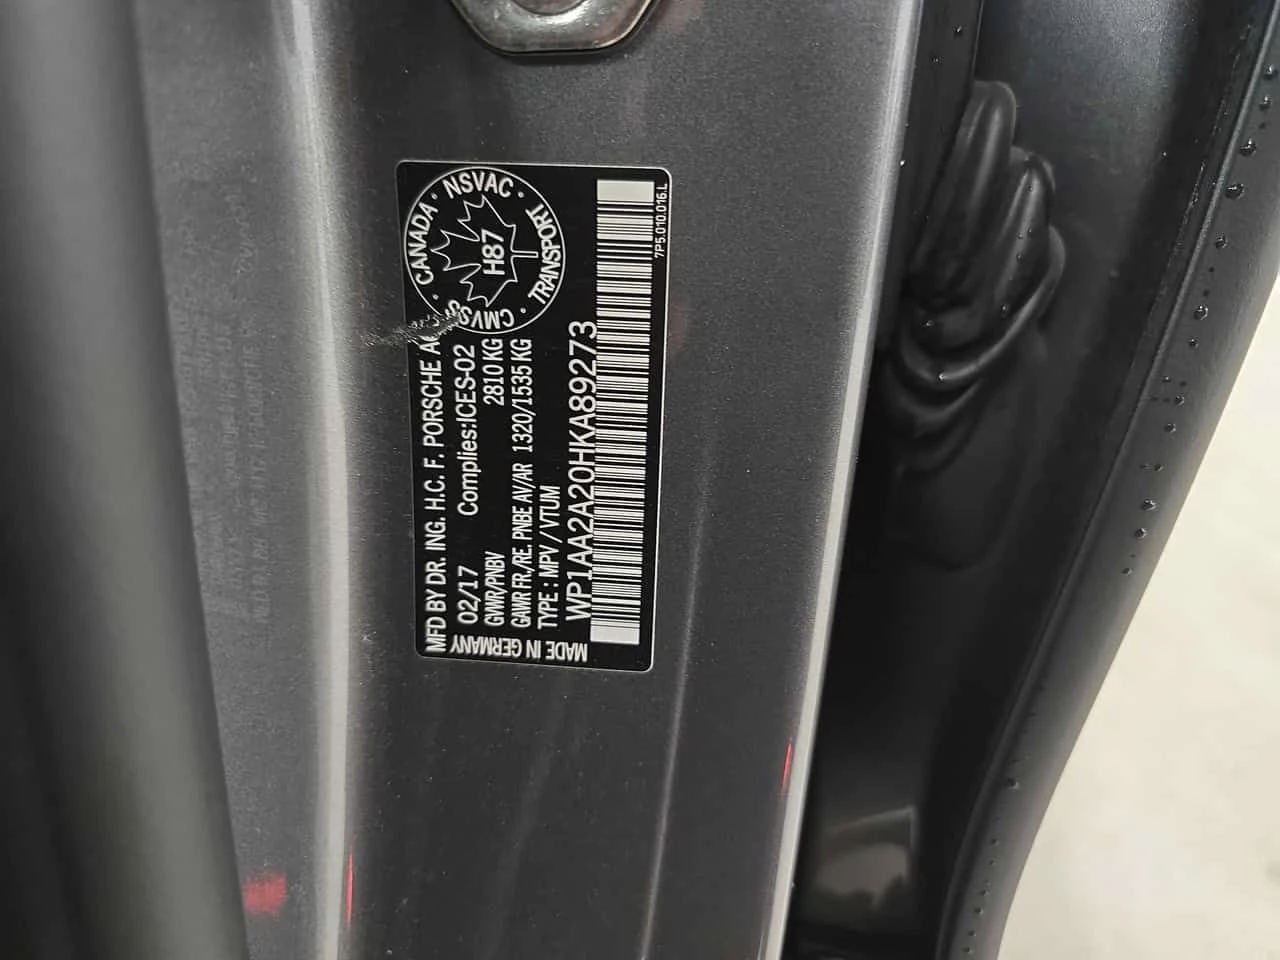 MFD BY DR. ING. H.C. F. PORSCHE AG
02/17 Complies:ICES-02
GVWR/PNBV 2810 KG
GAWR FR./RE. PNBE AV/AR 1320/1535 KG
TYPE : MPV / VTUM
WP1AA2A20HKA89273
MADE IN GERMANY
CANADA · NSVAC · TRANSPORT · CMVSS ·
H87
7P5.010.016.L